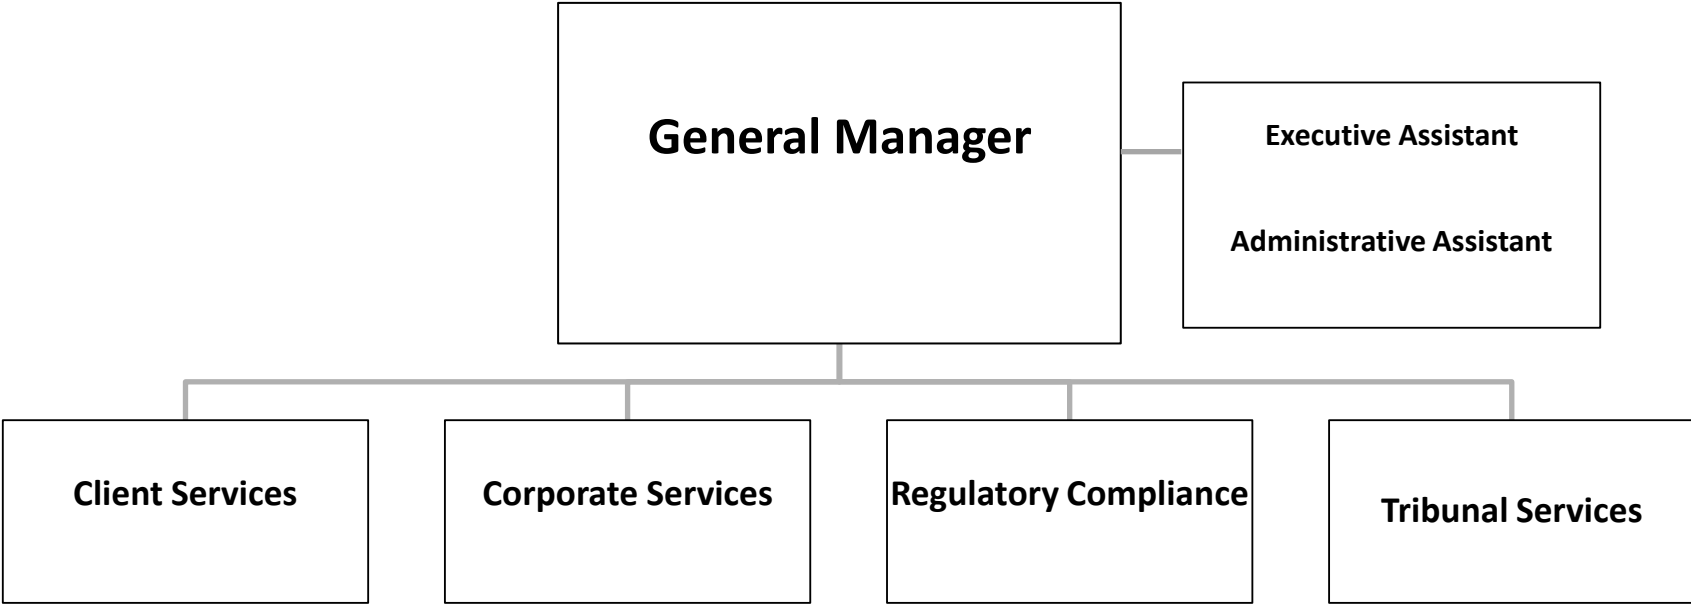 General Manager
Executive Assistant
Administrative Assistant
Client Services
Corporate Services
Regulatory Compliance
Tribunal Services